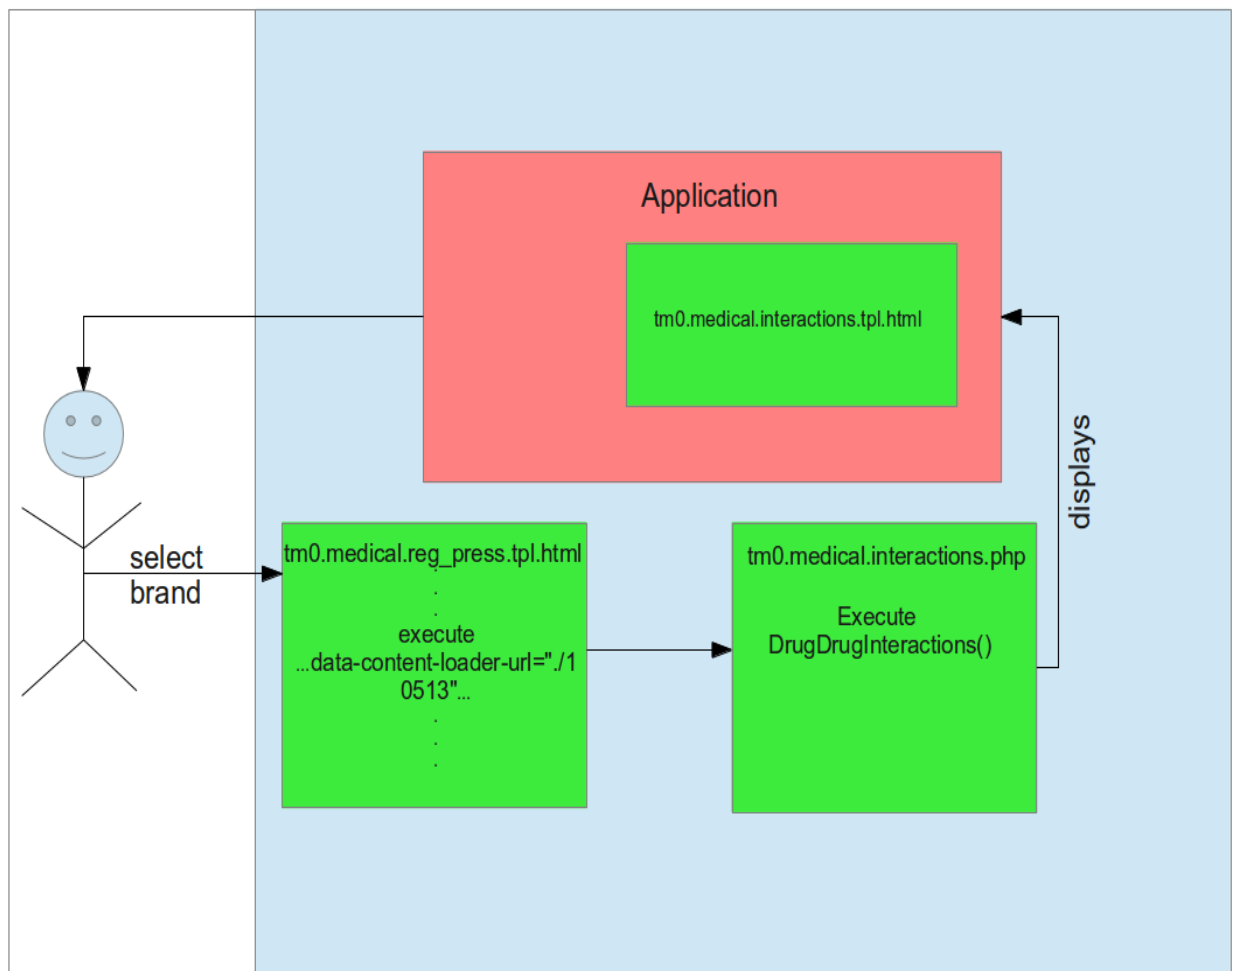 Application
tm0.medical.interactions.tpl.html
displays
select
brand
tm0.medical.reg_press.tpl.html
.
.
.
execute
...data-content-loader-url="./1
0513"...
.
.
.
tm0.medical.interactions.php
Execute
DrugDrugInteractions()